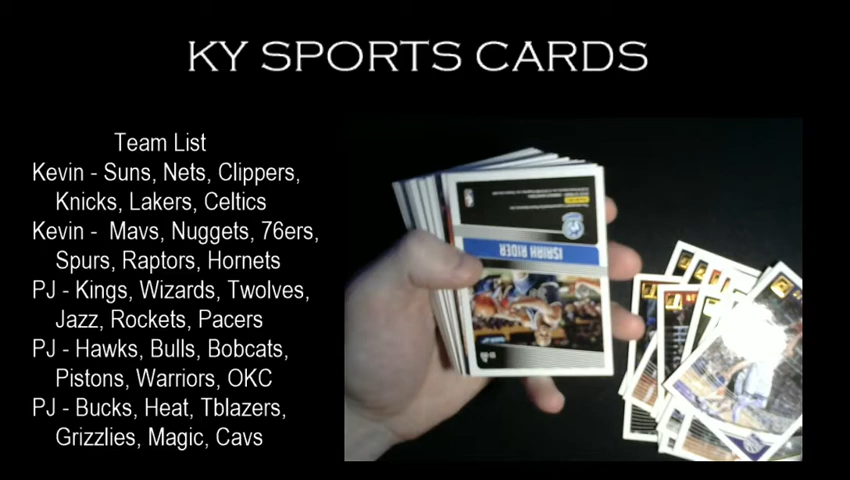 KY SPORTS CARDS
Team List
Kevin - Suns, Nets, Clippers,
Knicks, Lakers, Celtics
Kevin - Mavs, Nuggets, 76ers,
Spurs, Raptors, Hornets
PJ - Kings, Wizards, Twolves,
Jazz, Rockets, Pacers
PJ - Hawks, Bulls, Bobcats,
Pistons, Warriors, OKC
PJ - Bucks, Heat, Tblazers,
Grizzlies, Magic, Cavs
ISAIAH RIDER